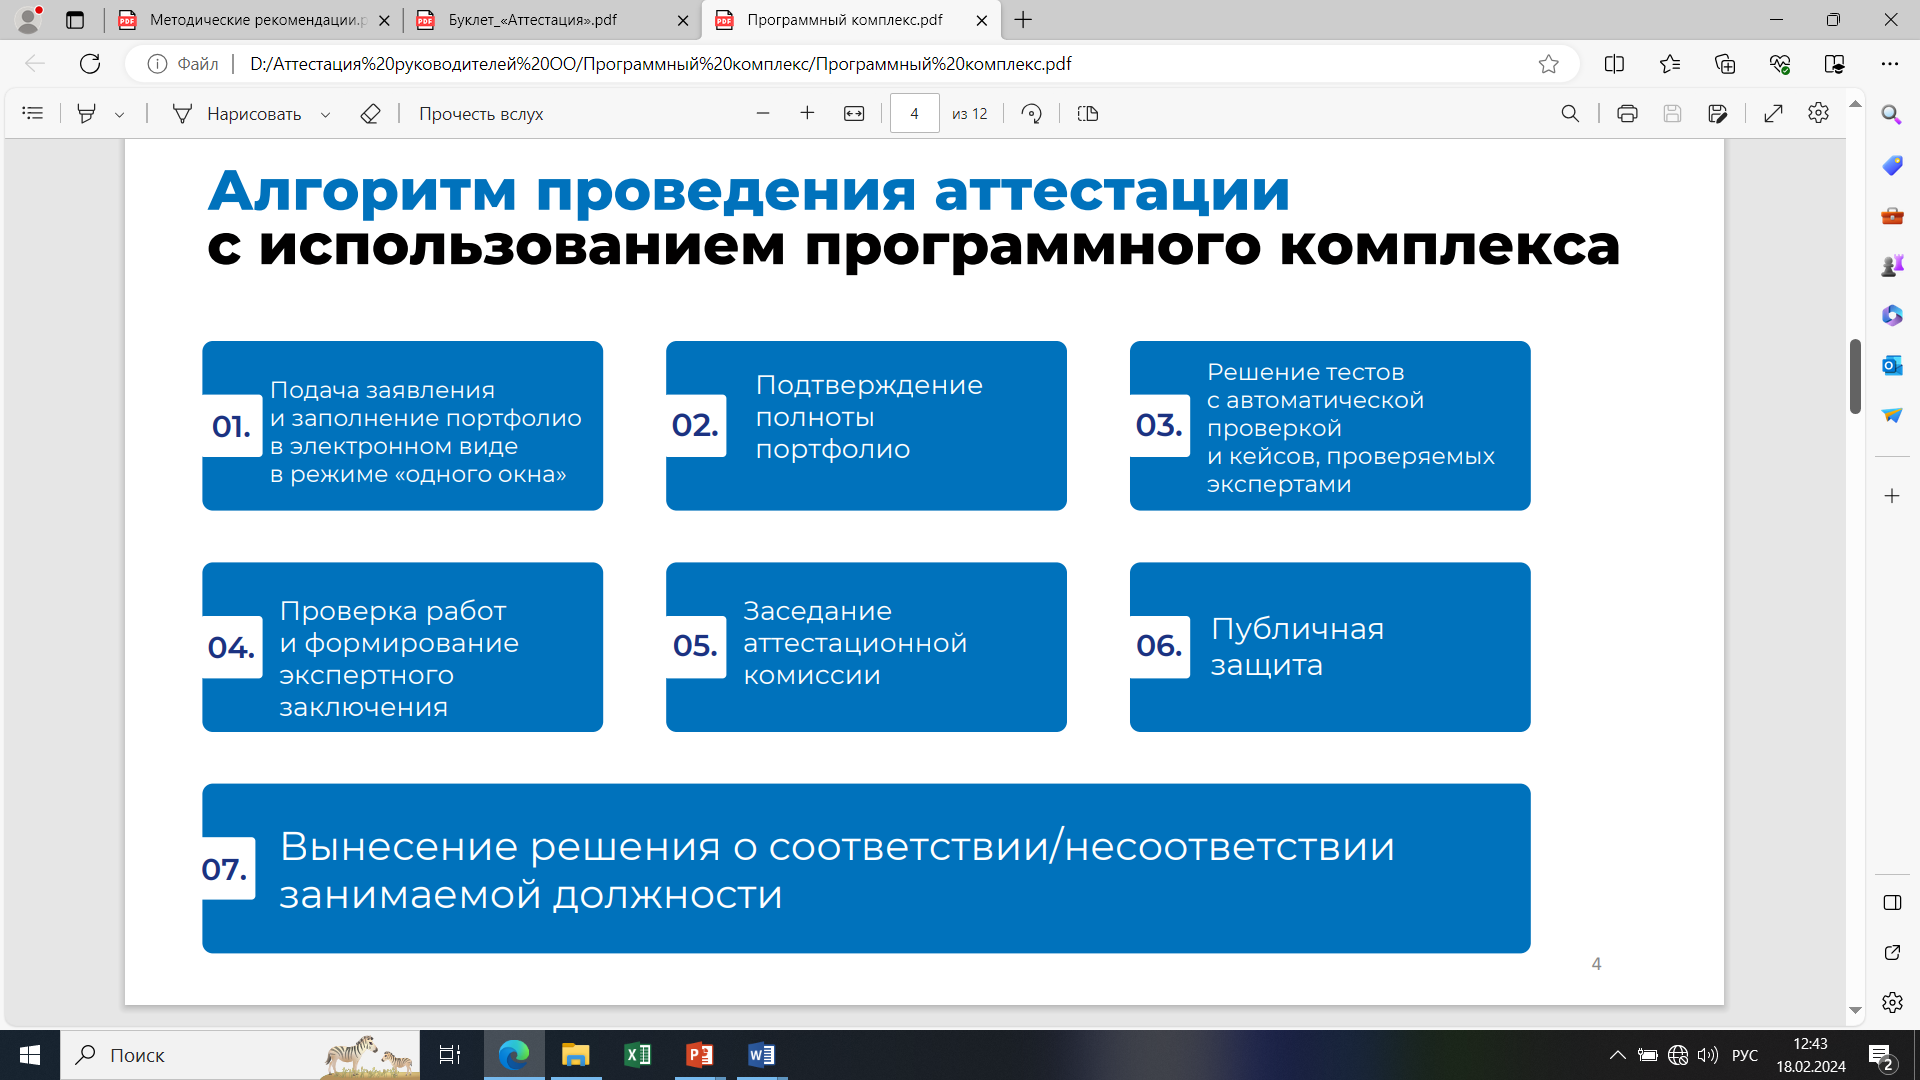 Методические рекомендации.p
Буклет_«Аттестация».pdf
Программный комплекс.pdf
Файл
D:/Аттестация%20руководителей%20ОО/Программный%20комплекс/Программный%20комплекс.pdf
Нарисовать
Прочесть вслух
4
из 12
Алгоритм проведения аттестации
с использованием программного комплекса
01.
Подача заявления
и заполнение портфолио
в электронном виде
в режиме «одного окна»
02.
Подтверждение
полноты
портфолио
03.
Решение тестов
с автоматической
проверкой
и кейсов, проверяемых
экспертами
04.
Проверка работ
и формирование
экспертного
заключения
05.
Заседание
аттестационной
комиссии
06.
Публичная
защита
07.
Вынесение решения о соответствии/несоответствии
занимаемой должности
4
Поиск
РУС
12:43
18.02.2024
2